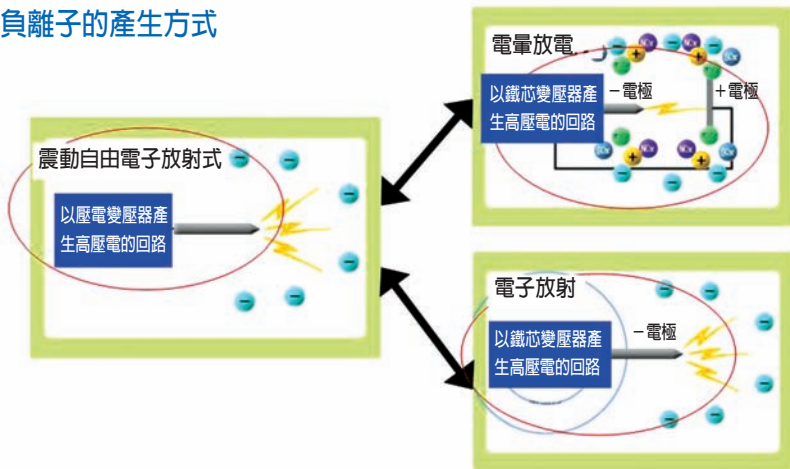 負離子的產生方式
電暈放電
以鐵芯變壓器產
生高壓電的回路
－電極
＋電極
震動自由電子放射式
以壓電變壓器產
生高壓電的回路
電子放射
以鐵芯變壓器產
生高壓電的回路
－電極